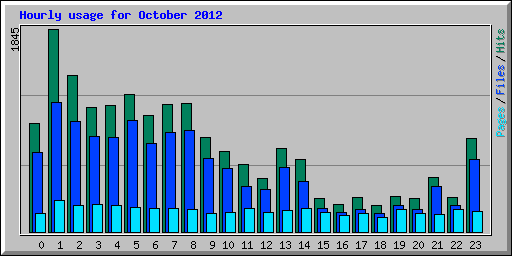 Hourly usage for October 2012
1845
Pages/Files/Hits
0 1 2 3 4 5 6 7 8 9 10 11 12 13 14 15 16 17 18 19 20 21 22 23